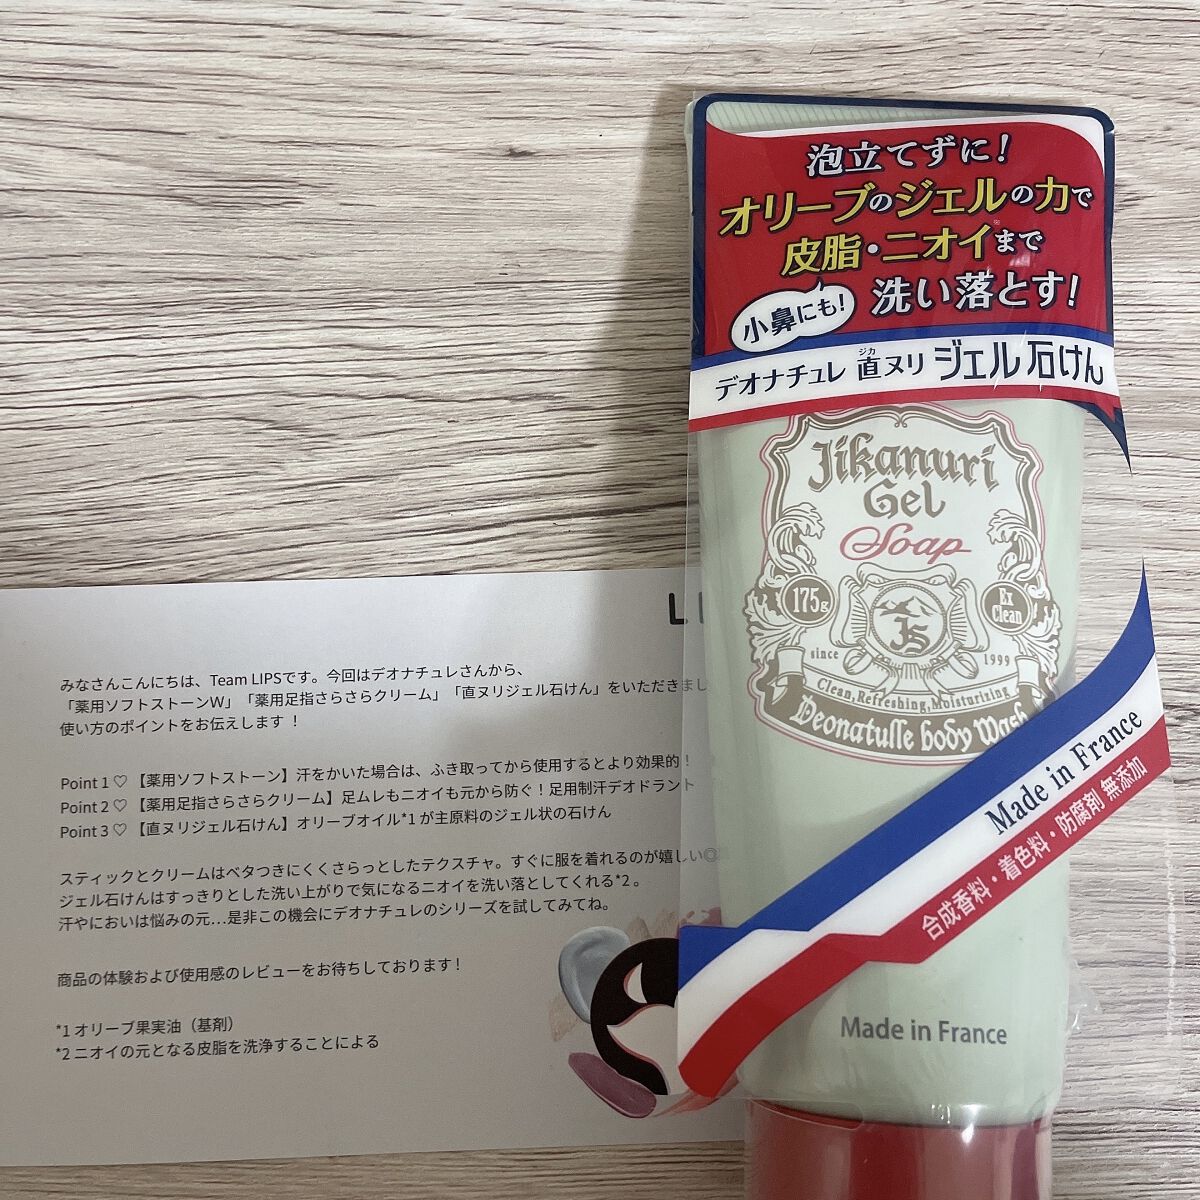 泡立てずに!
オリーブのジェルの力で
皮脂・ニオイ※まで
小鼻にも!
洗い落とす!
デオナチュレ 直ヌリ ジェル石けん
ジカ
Jikanuri
Gel
Soap
175g
Ex
Clean
JS
since 1999
Clean, Refreshing, Moisturizing
Deonatulle body Wash
Made in France
合成香料・着色料・防腐剤 無添加
Made in France
みなさんこんにちは、Team LIPSです。今回はデオナチュレさんから、
「薬用ソフトストーンW」「薬用足指さらさらクリーム」「直ヌリジェル石けん」をいただきまし
使い方のポイントをお伝えします!
Point 1 ♡ 【薬用ソフトストーン】汗をかいた場合は、ふき取ってから使用するとより効果的!
Point 2 ♡ 【薬用足指さらさらクリーム】足ムレもニオイも元から防ぐ!足用制汗デオドラント
Point 3 ♡ 【直ヌリジェル石けん】オリーブオイル*1が主原料のジェル状の石けん
スティックとクリームはベタつきにくくさらっとしたテクスチャ。すぐに服を着れるのが嬉しい◎
ジェル石けんはすっきりとした洗い上がりで気になるニオイを洗い落としてくれる*2。
汗やにおいは悩みの元…是非この機会にデオナチュレのシリーズを試してみてね。
商品の体験および使用感のレビューをお待ちしております!
*1 オリーブ果実油(基剤)
*2 ニオイの元となる皮脂を洗浄することによる